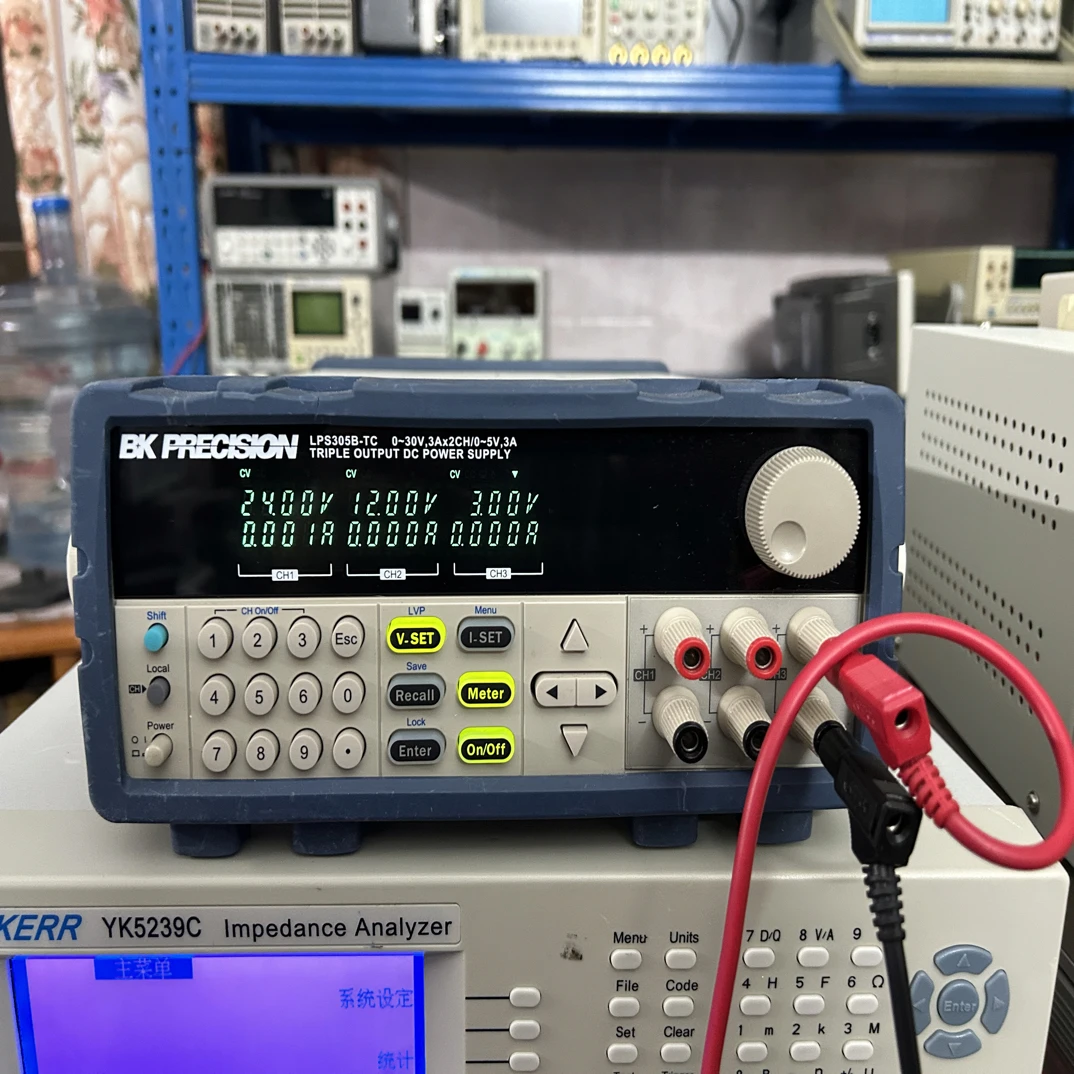 BK PRECISION LPS305B-TC 0~30V,3Ax2CH/0~5V,3A
TRIPLE OUTPUT DC POWER SUPPLY
CV CV CV
24.00V 12.00V 3.00V
0.001A 0.000A 0.000A
CH1 CH2 CH3
Shift CH On/Off LVP Menu
1 2 3 Esc V-SET I-SET
Local Save
CH 4 5 6 0 Recall Meter
Power Lock
7 8 9 . Enter On/Off
+ + +
CH1 CH2 H3
-
KERR YK5239C Impedance Analyzer
主菜单
系统设定
统计
Menu Units 7 D/Q 8 V/A 9
File Code 4 H 5 F 6 Ω
Set Clear 1 m 2 k 3 M
Enter